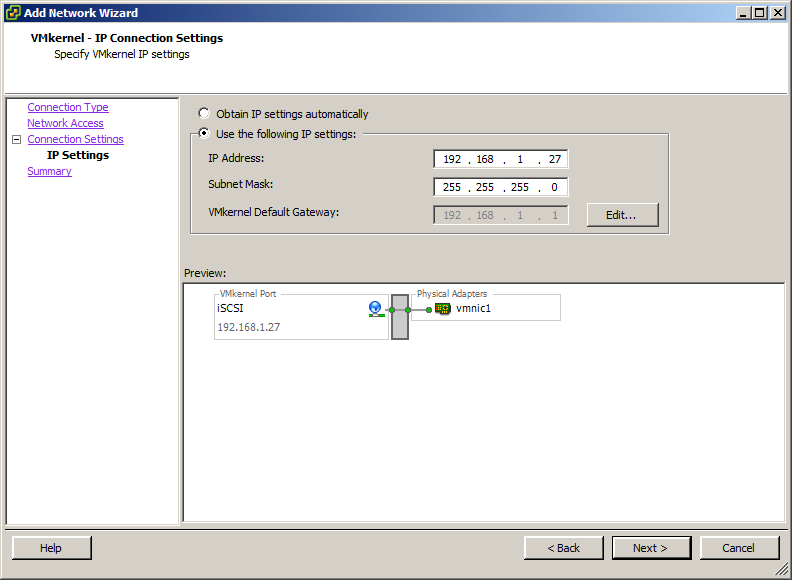 Add Network Wizard
VMkernel - IP Connection Settings
Specify VMkernel IP settings
Connection Type
Network Access
Connection Settings
IP Settings
Summary
Obtain IP settings automatically
Use the following IP settings:
IP Address: 192 . 168 . 1 . 27
Subnet Mask: 255 . 255 . 255 . 0
VMkernel Default Gateway: 192 . 168 . 1 . 1 Edit...
Preview:
VMkernel Port Physical Adapters
iSCSI vmnic1
192.168.1.27
Help < Back Next > Cancel